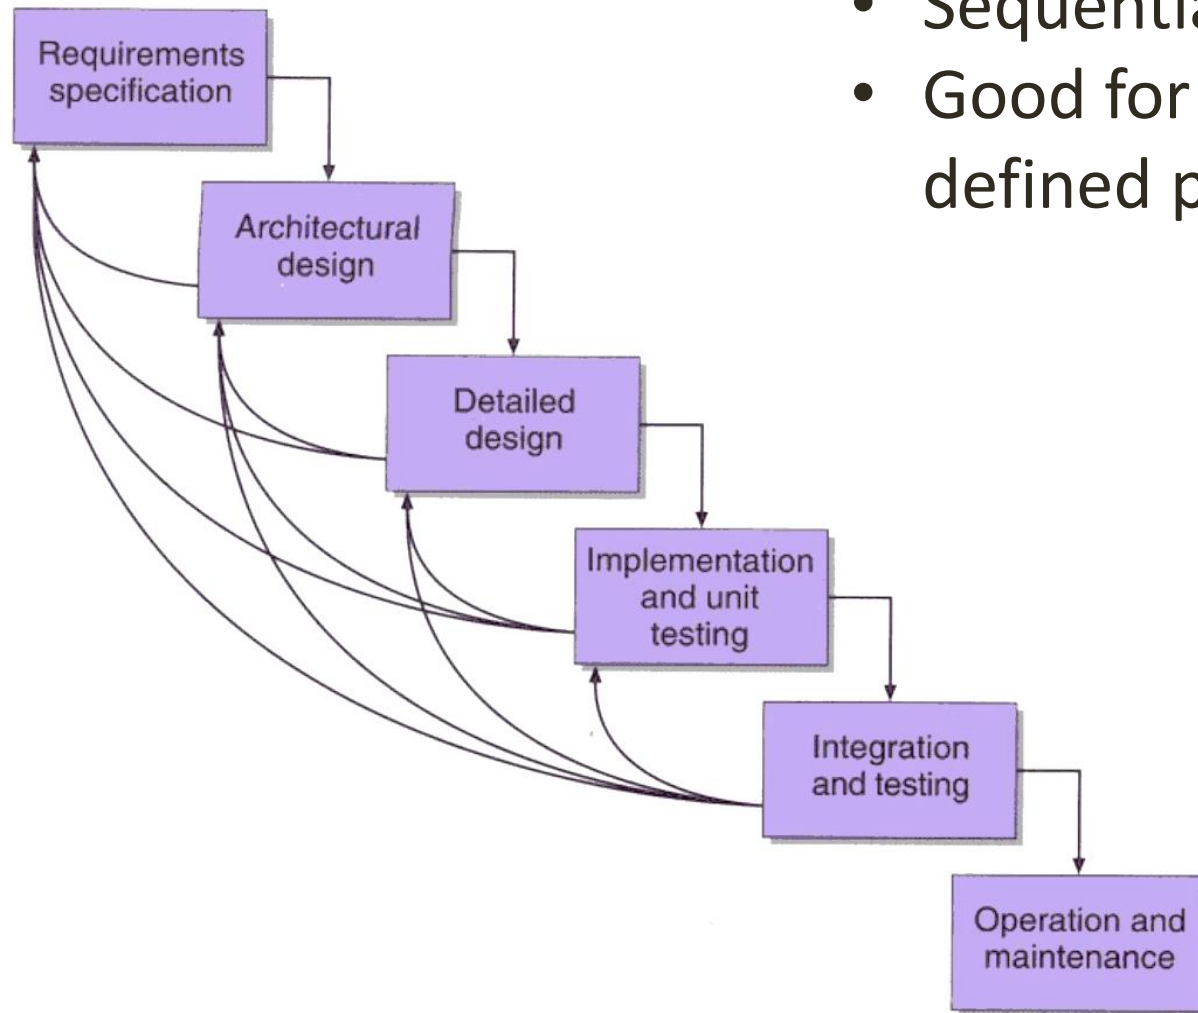 • Sequentia
• Good for
defined p
Requirements
specification
Architectural
design
Detailed
design
Implementation
and unit
testing
Integration
and testing
Operation and
maintenance